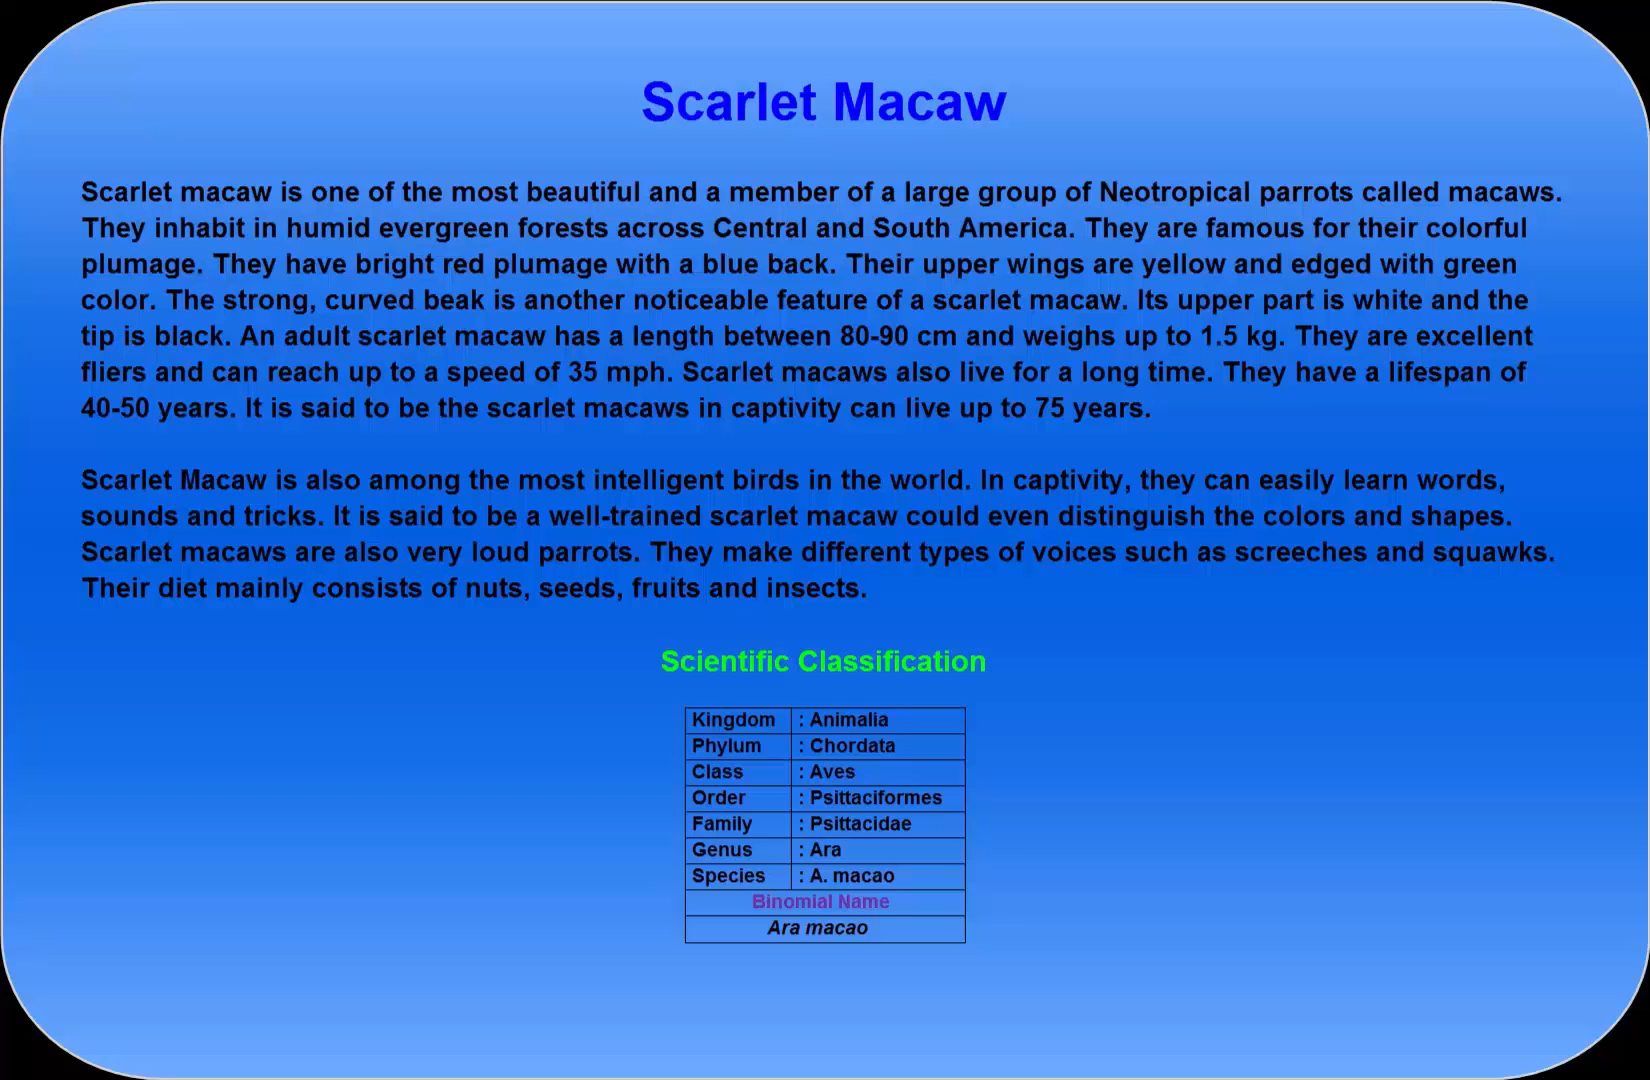 Scarlet Macaw
Scarlet macaw is one of the most beautiful and a member of a large group of Neotropical parrots called macaws.
They inhabit in humid evergreen forests across Central and South America. They are famous for their colorful
plumage. They have bright red plumage with a blue back. Their upper wings are yellow and edged with green
color. The strong, curved beak is another noticeable feature of a scarlet macaw. Its upper part is white and the
tip is black. An adult scarlet macaw has a length between 80-90 cm and weighs up to 1.5 kg. They are excellent
fliers and can reach up to a speed of 35 mph. Scarlet macaws also live for a long time. They have a lifespan of
40-50 years. It is said to be the scarlet macaws in captivity can live up to 75 years.
Scarlet Macaw is also among the most intelligent birds in the world. In captivity, they can easily learn words,
sounds and tricks. It is said to be a well-trained scarlet macaw could even distinguish the colors and shapes.
Scarlet macaws are also very loud parrots. They make different types of voices such as screeches and squawks.
Their diet mainly consists of nuts, seeds, fruits and insects.
Scientific Classification
Kingdom : Animalia
Phylum : Chordata
Class : Aves
Order : Psittaciformes
Family : Psittacidae
Genus : Ara
Species : A. macao
Binomial Name
Ara macao